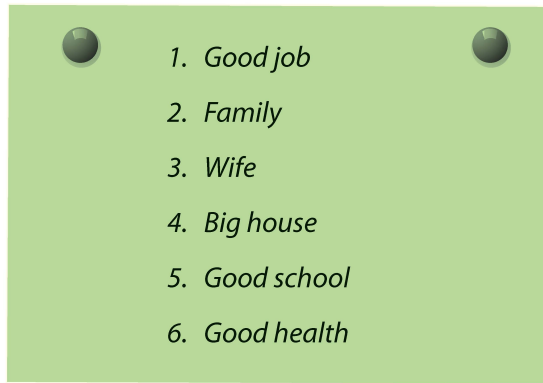 1. Good job
2. Family
3. Wife
4. Big house
5. Good school
6. Good health